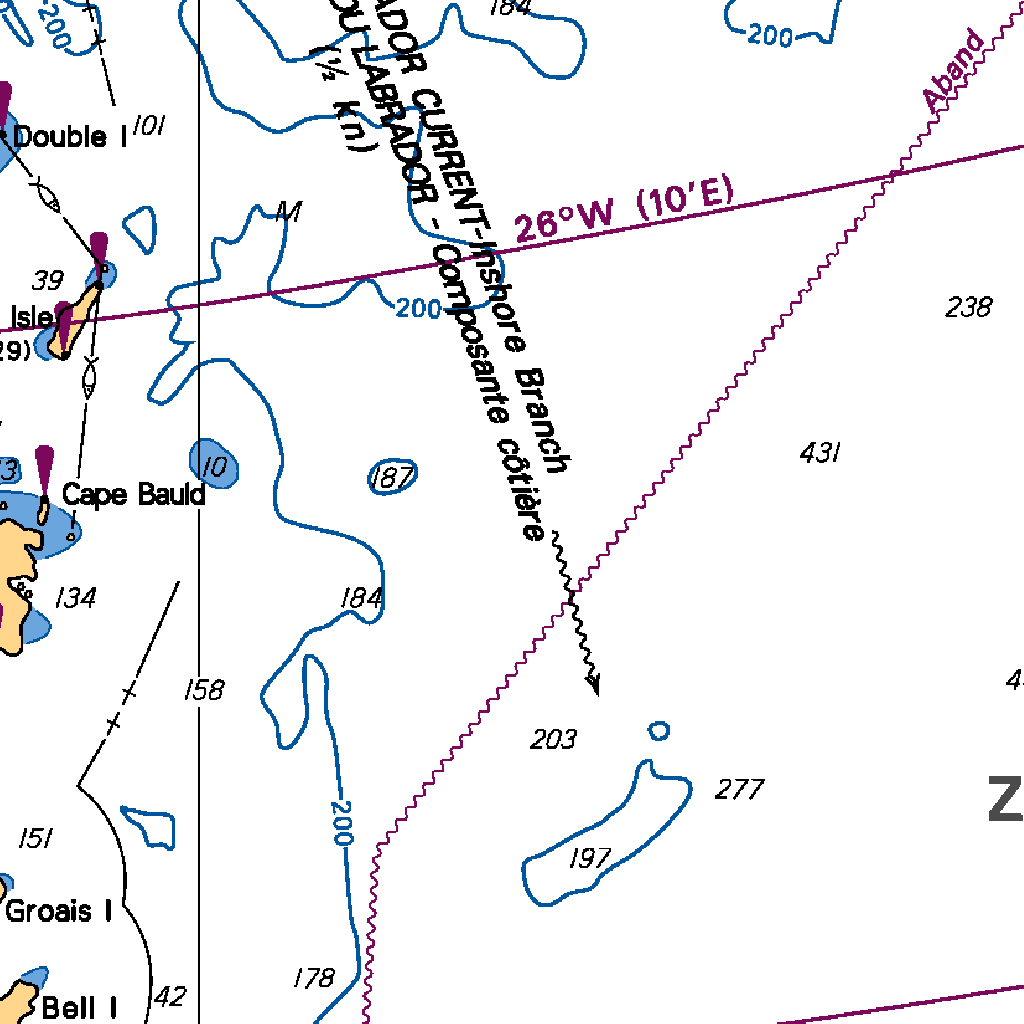 200
184
200
Aband
ADOR CURRENT-Inshore Branch
DU LABRADOR - Composante côtière
(½ kn)
Double I
101
26°W (10'E)
M
39
Isle
29)
200
238
431
10
187
3
Cape Bauld
134
184
158
203
277
Z
200
197
151
Groais I
178
42
Bell I